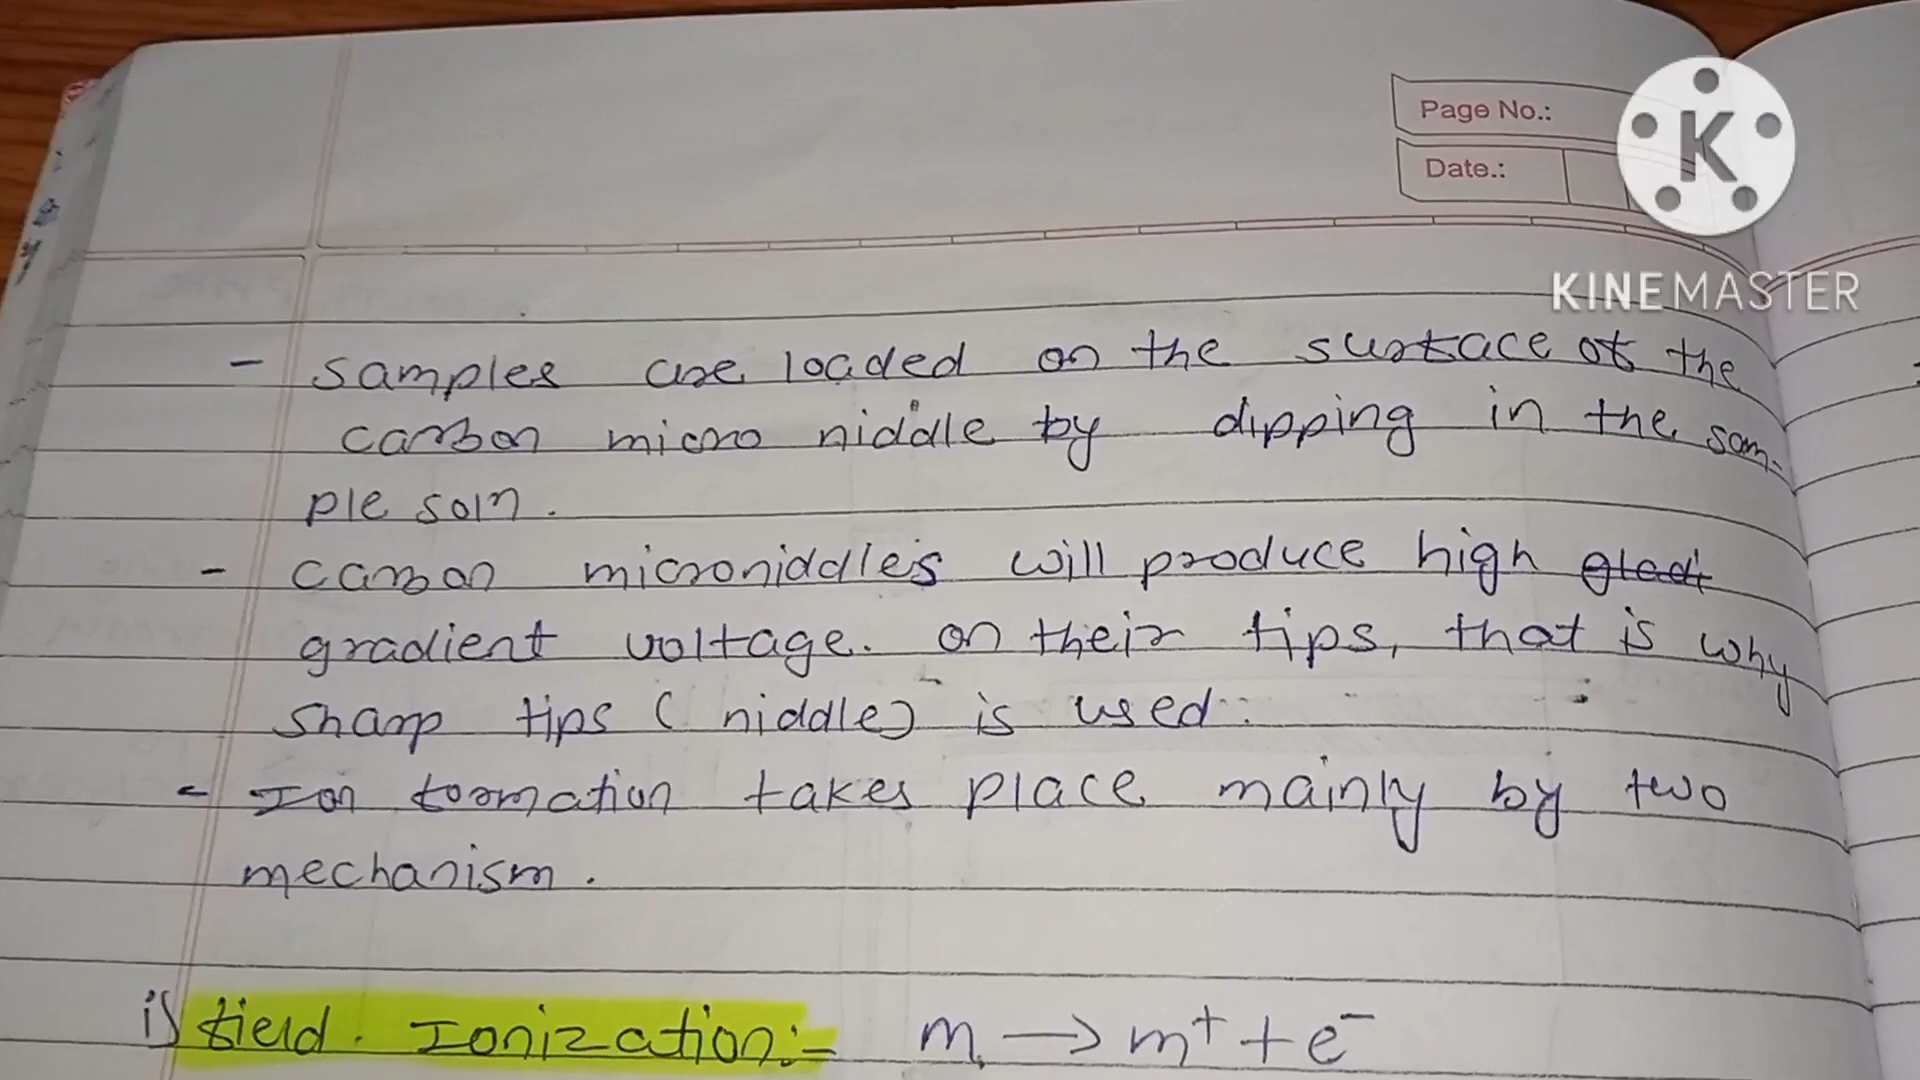 Page No.:
Date.:
K
KINEMASTER
- samples are loaded on the surface of the
carbon micro niddle by dipping in the sam-
ple soln.
- carbon microniddles will produce high
gradient voltage. on their tips, that is why
sharp tips ( niddle) is used.
- Ion formation takes place mainly by two
mechanism.
i) field. Ionization:- m → m⁺ + e⁻